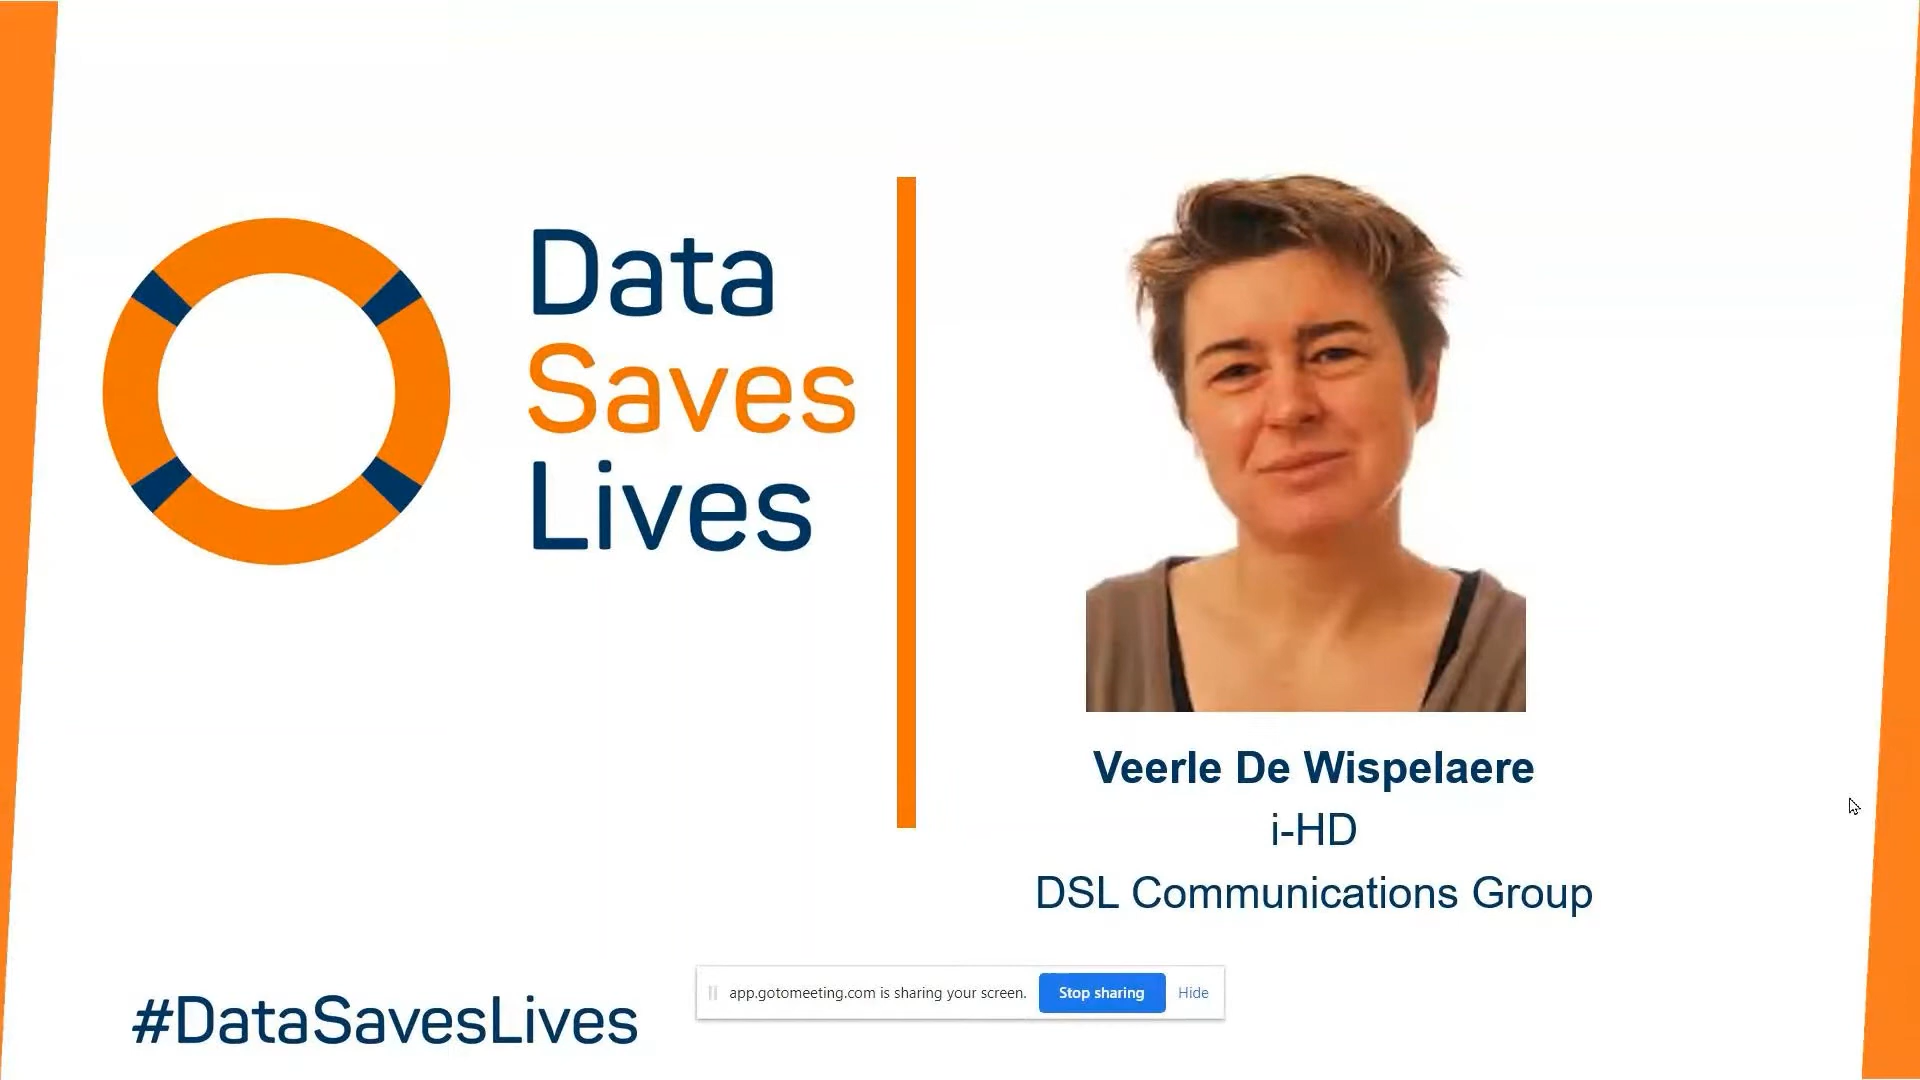 Data
Saves
Lives
Veerle De Wispelaere
i-HD
DSL Communications Group
app.gotomeeting.com is sharing your screen. Stop sharing Hide
#DataSavesLives